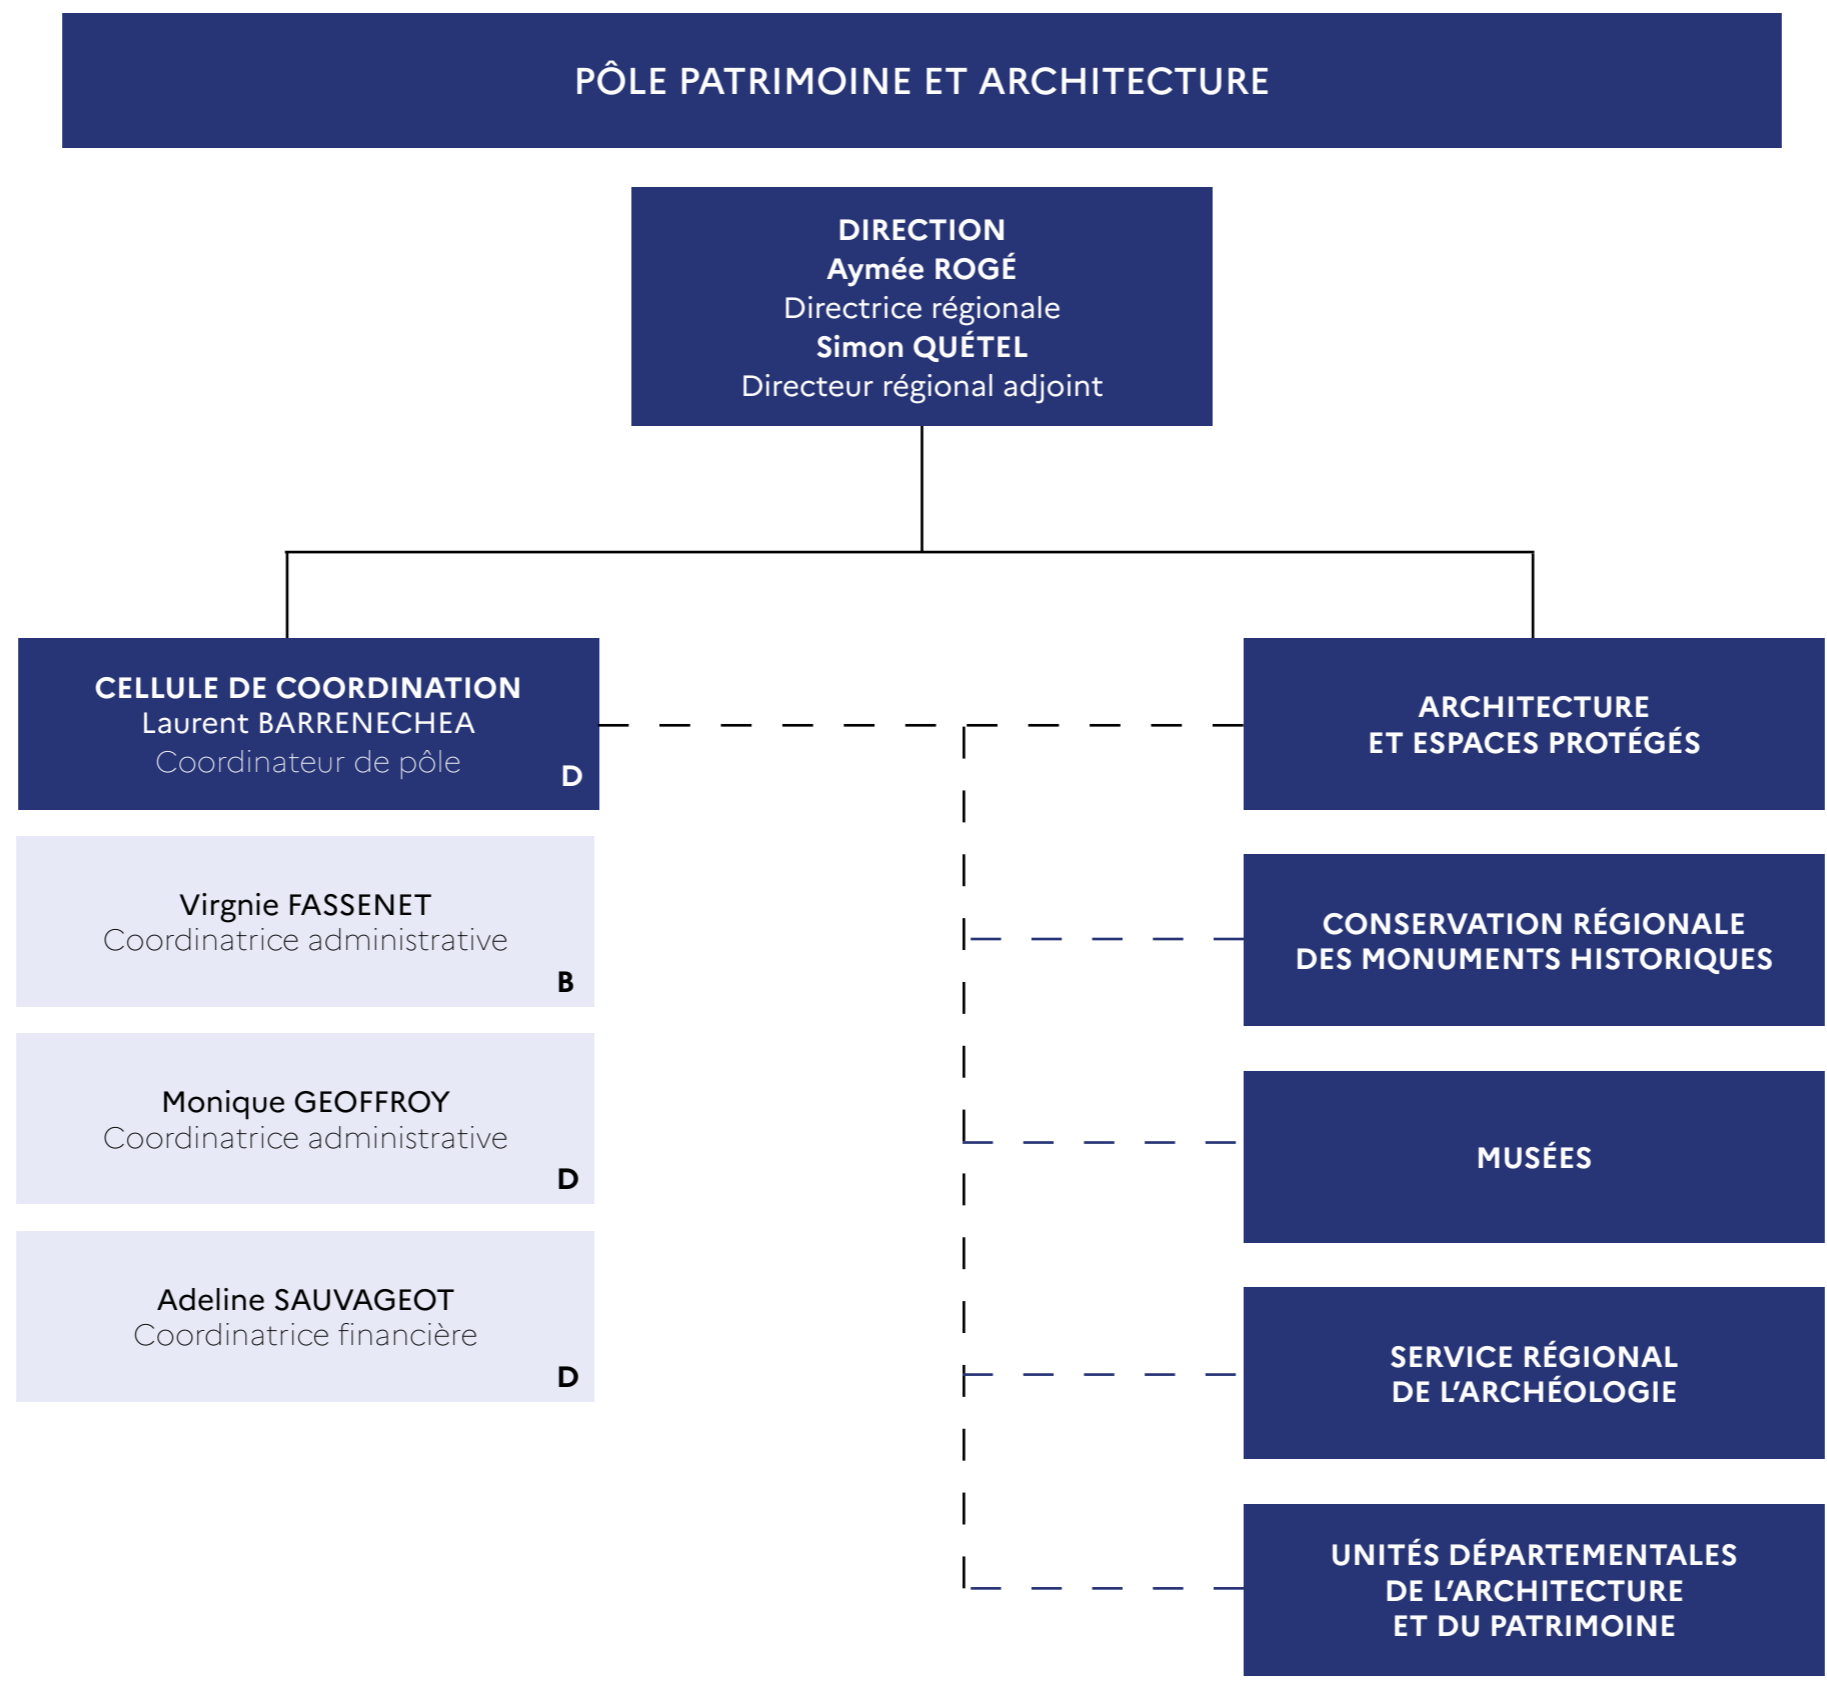 PÔLE PATRIMOINE ET ARCHITECTURE
DIRECTION
Aymée ROGÉ
Directrice régionale
Simon QUÉTEL
Directeur régional adjoint
CELLULE DE COORDINATION
Laurent BARRENECHEA
Coordinateur de pôle
D
Virgnie FASSENET
Coordinatrice administrative
B
Monique GEOFFROY
Coordinatrice administrative
D
Adeline SAUVAGEOT
Coordinatrice financière
D
ARCHITECTURE
ET ESPACES PROTÉGÉS
CONSERVATION RÉGIONALE
DES MONUMENTS HISTORIQUES
MUSÉES
SERVICE RÉGIONAL
DE L’ARCHÉOLOGIE
UNITÉS DÉPARTEMENTALES
DE L’ARCHITECTURE
ET DU PATRIMOINE